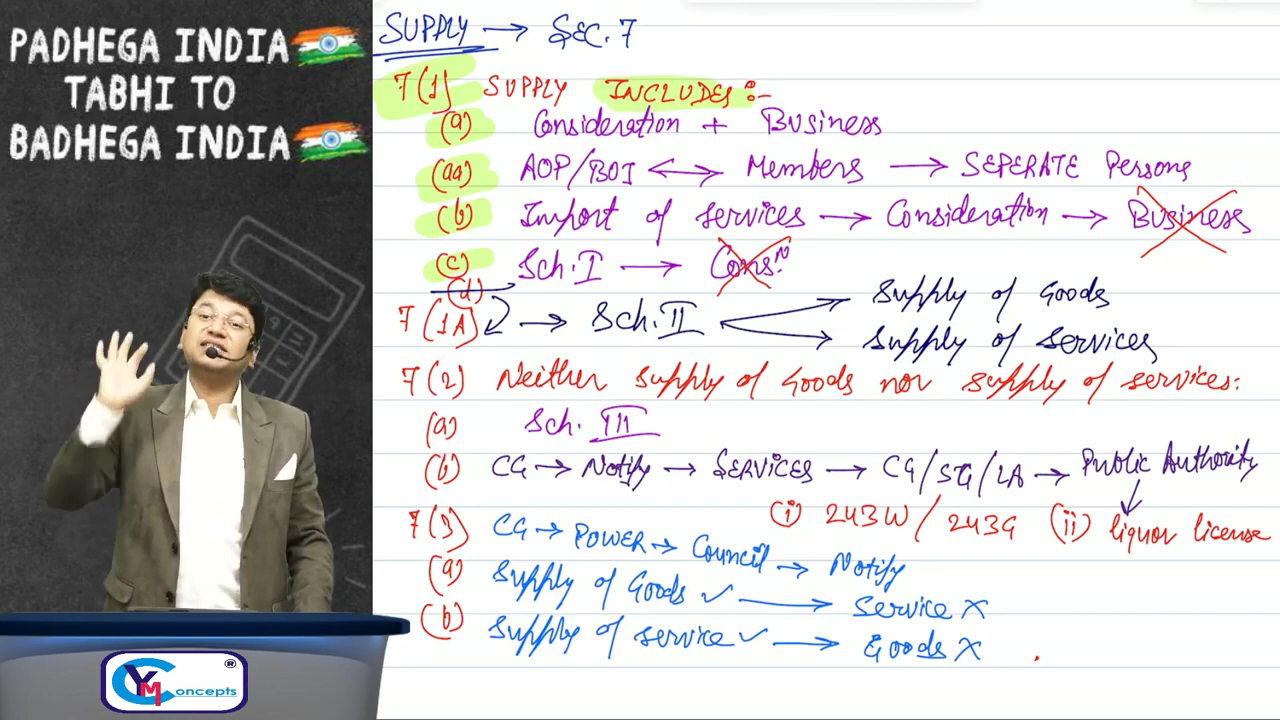 PADHEGA INDIA
TABHI TO
BADHEGA INDIA
SUPPLY → SEC. 7
7(1) SUPPLY INCLUDES :-
(a) Consideration + Business
(aa) AOP/BOI ↔ Members → SEPERATE Persons
(b) Import of services → Consideration → Business
(c) Sch. I → Cons.N
(d)
7(1A) → Sch. II
Supply of Goods
Supply of services
7(2) Neither supply of Goods nor supply of services:
(a) Sch. III
(b) CG → Notify → SERVICES → CG/SG/LA → Public Authority
(i) 243W / 243G (ii) liquor license
7(3) CG → POWER → Council → Notify
(a) Supply of Goods ✓ → Service X
(b) Supply of service ✓ → Goods X
CYM Concepts ®